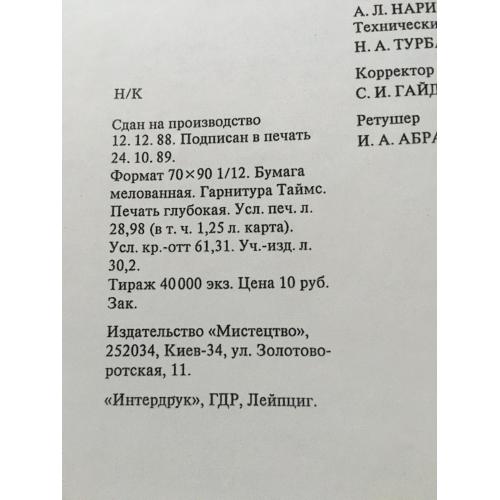 А. Л. НАРИ
Технически
Н. А. ТУРБА
Корректор
С. И. ГАЙД
Ретушер
И. А. АБРА
Н/К
Сдан на производство
12. 12. 88. Подписан в печать
24. 10. 89.
Формат 70×90 1/12. Бумага
мелованная. Гарнитура Таймс.
Печать глубокая. Усл. печ. л.
28,98 (в т. ч. 1,25 л. карта).
Усл. кр.-отт 61,31. Уч.-изд. л.
30,2.
Тираж 40 000 экз. Цена 10 руб.
Зак.
Издательство «Мистецтво»,
252034, Киев-34, ул. Золотово-
ротская, 11.
«Интердрук», ГДР, Лейпциг.